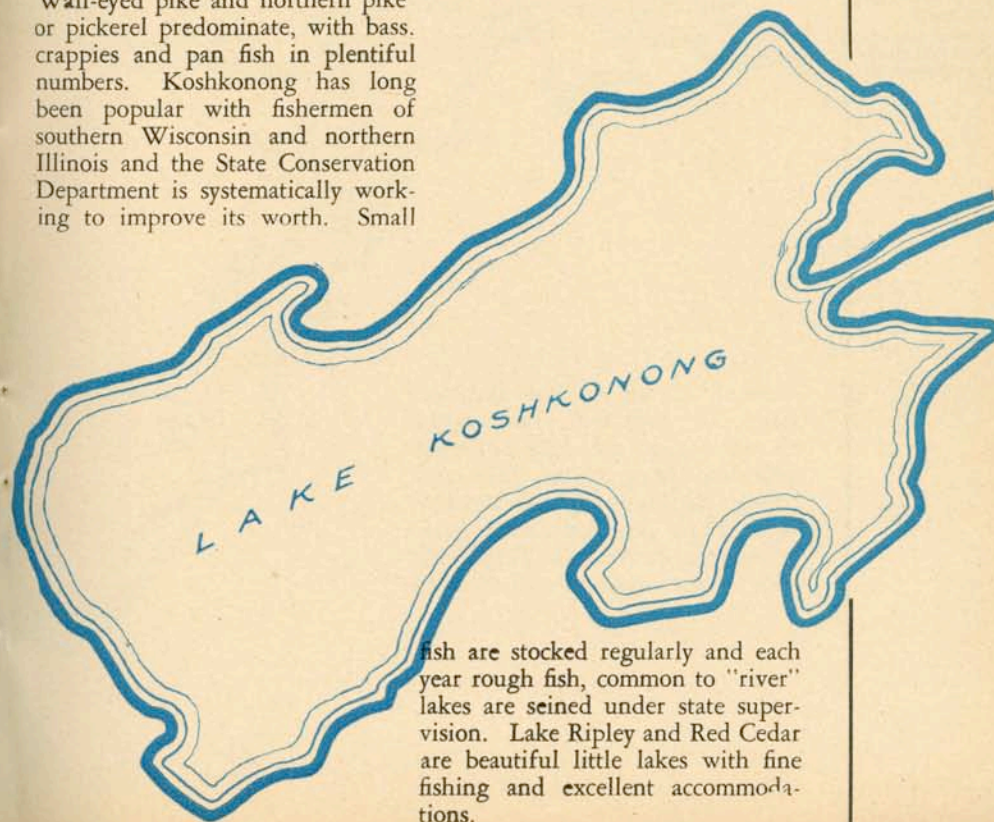 Wall-eyed pike and northern pike
or pickerel predominate, with bass.
crappies and pan fish in plentiful
numbers. Koshkonong has long
been popular with fishermen of
southern Wisconsin and northern
Illinois and the State Conservation
Department is systematically work-
ing to improve its worth. Small
LAKE KOSHKONONG
fish are stocked regularly and each
year rough fish, common to "river"
lakes are seined under state super-
vision. Lake Ripley and Red Cedar
are beautiful little lakes with fine
fishing and excellent accommoda-
tions.